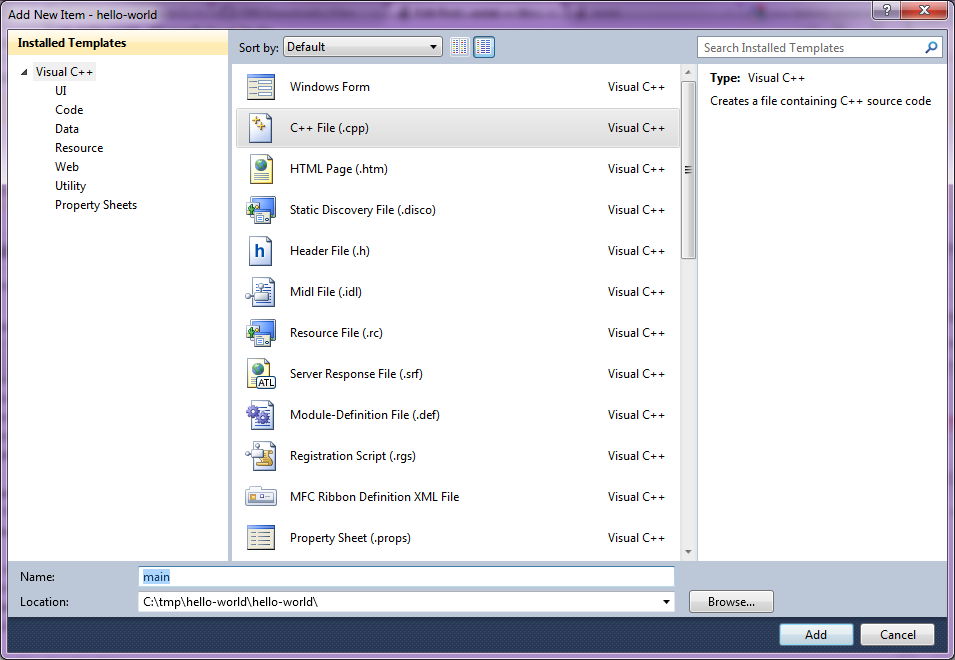 Add New Item - hello-world
Installed Templates
Visual C++
UI
Code
Data
Resource
Web
Utility
Property Sheets
Sort by: Default
Search Installed Templates
Windows Form Visual C++
C++ File (.cpp) Visual C++
HTML Page (.htm) Visual C++
Static Discovery File (.disco) Visual C++
Header File (.h) Visual C++
Midl File (.idl) Visual C++
Resource File (.rc) Visual C++
Server Response File (.srf) Visual C++
ATL
Module-Definition File (.def) Visual C++
Registration Script (.rgs) Visual C++
MFC Ribbon Definition XML File Visual C++
Property Sheet (.props) Visual C++
Type: Visual C++
Creates a file containing C++ source code
Name: main
Location: C:\tmp\hello-world\hello-world\
Browse...
Add
Cancel